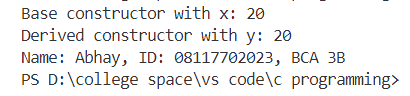 Base constructor with x: 20
Derived constructor with y: 20
Name: Abhay, ID: 08117702023, BCA 3B
PS D:\college space\vs code\c programming>